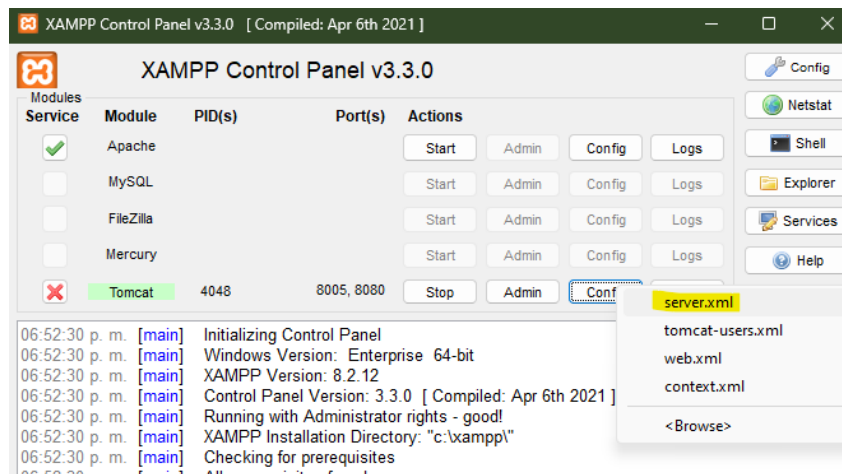 XAMPP Control Panel v3.3.0 [ Compiled: Apr 6th 2021 ]
XAMPP Control Panel v3.3.0
Config
Modules
Service Module PID(s) Port(s) Actions
Netstat
Apache Start Admin Config Logs
Shell
MySQL Start Admin Config Logs
Explorer
FileZilla Start Admin Config Logs
Services
Mercury Start Admin Config Logs
Help
Tomcat 4048 8005, 8080 Stop Admin
server.xml
tomcat-users.xml
web.xml
context.xml
<Browse>
06:52:30 p. m. [main] Initializing Control Panel
06:52:30 p. m. [main] Windows Version: Enterprise 64-bit
06:52:30 p. m. [main] XAMPP Version: 8.2.12
06:52:30 p. m. [main] Control Panel Version: 3.3.0 [ Compiled: Apr 6th 2021 ]
06:52:30 p. m. [main] Running with Administrator rights - good!
06:52:30 p. m. [main] XAMPP Installation Directory: "c:\xampp\"
06:52:30 p. m. [main] Checking for prerequisites